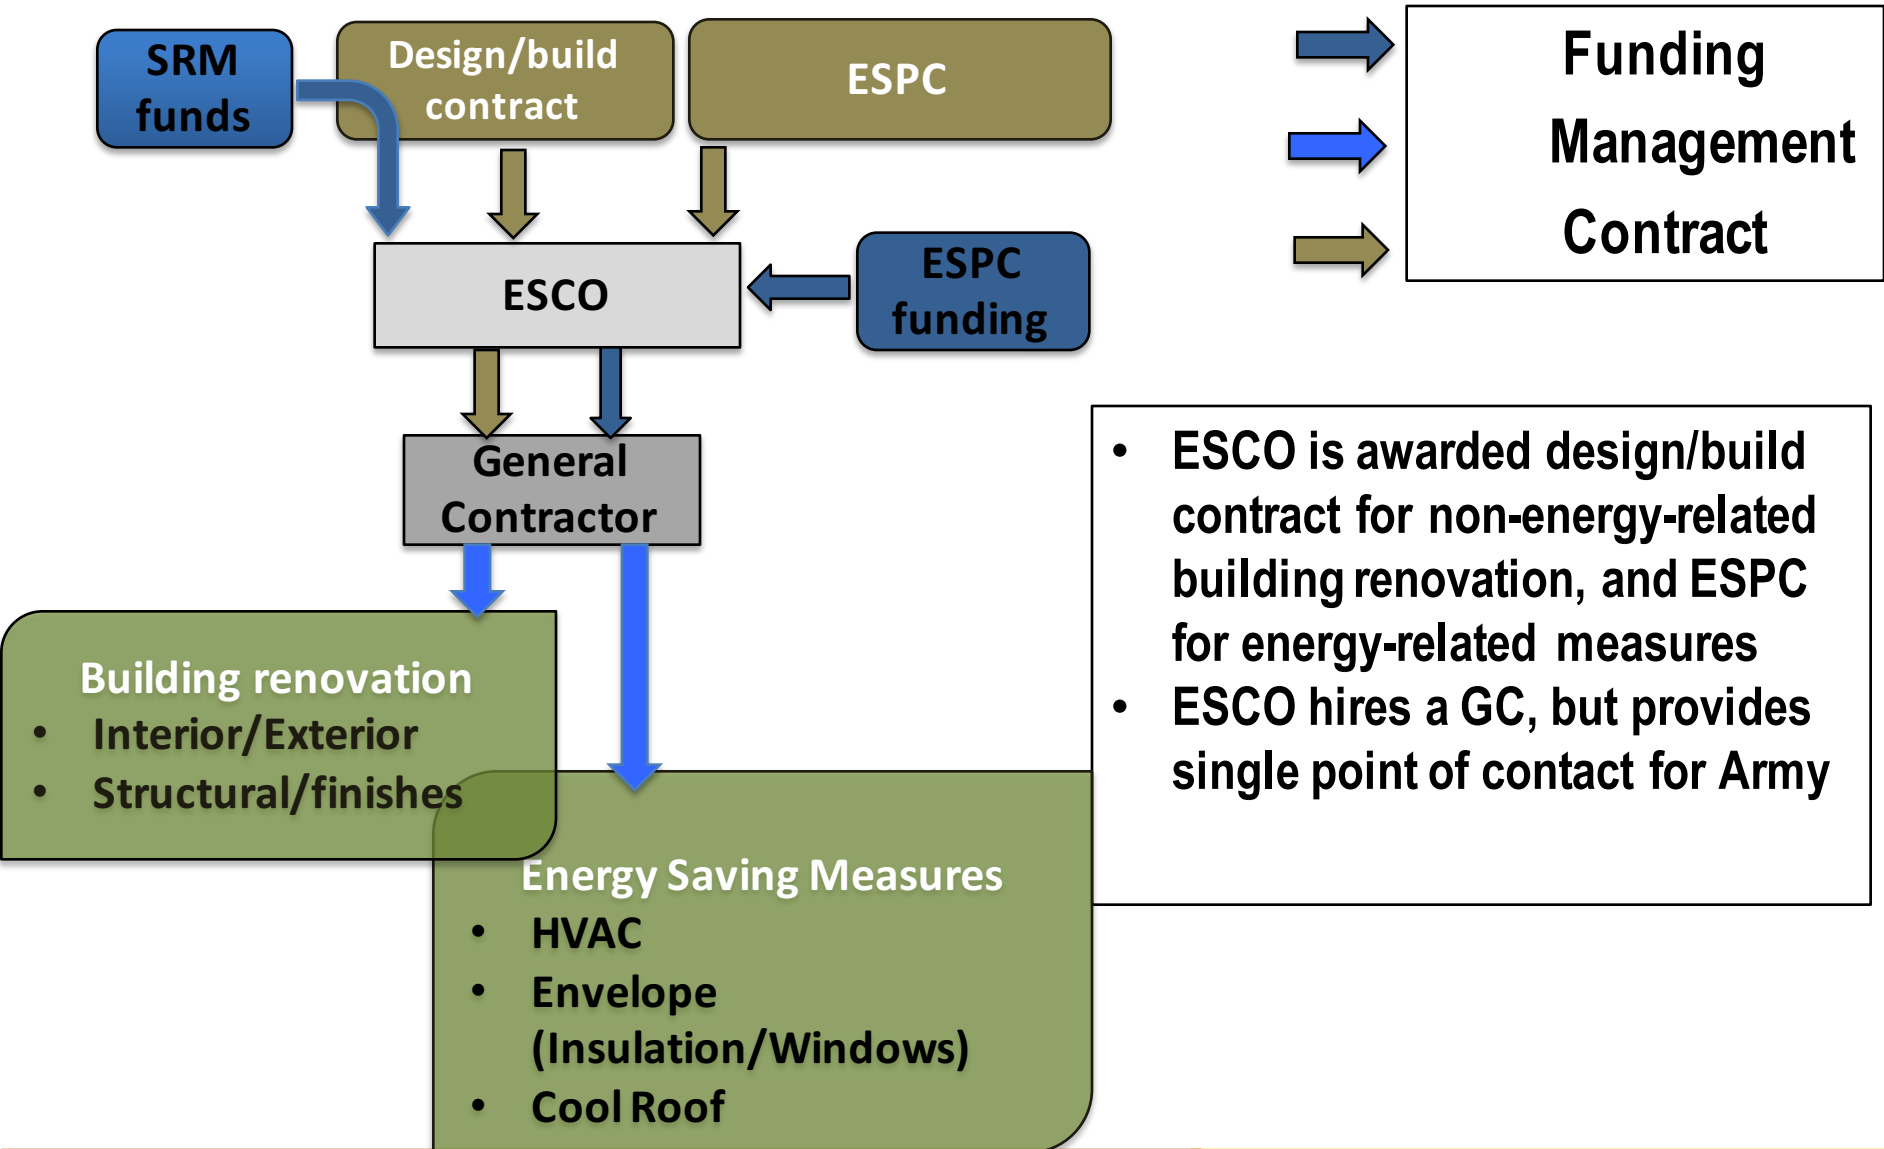 SRM
funds
Design/build
contract
ESPC
Funding
Management
Contract
ESCO
ESPC
funding
General
Contractor
• ESCO is awarded design/build
contract for non-energy-related
building renovation, and ESPC
for energy-related measures
• ESCO hires a GC, but provides
single point of contact for Army
Building renovation
• Interior/Exterior
• Structural/finishes
Energy Saving Measures
• HVAC
• Envelope
(Insulation/Windows)
• Cool Roof